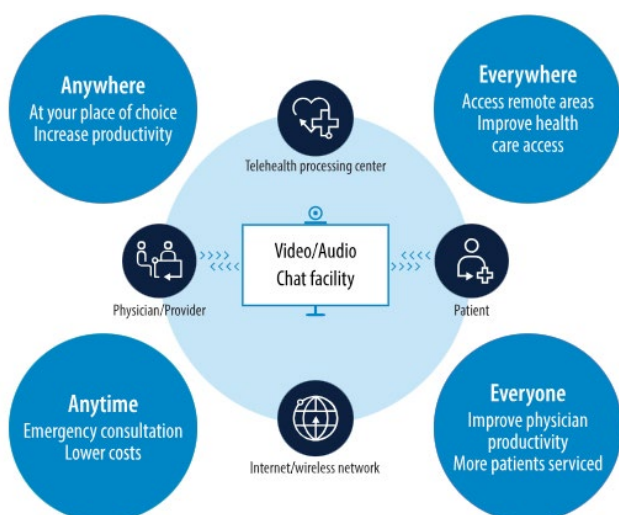 Anywhere
At your place of choice
Increase productivity
Everywhere
Access remote areas
Improve health
care access
Telehealth processing center
Video/Audio
Chat facility
Physician/Provider
Patient
Anytime
Emergency consultation
Lower costs
Internet/wireless network
Everyone
Improve physician
productivity
More patients serviced